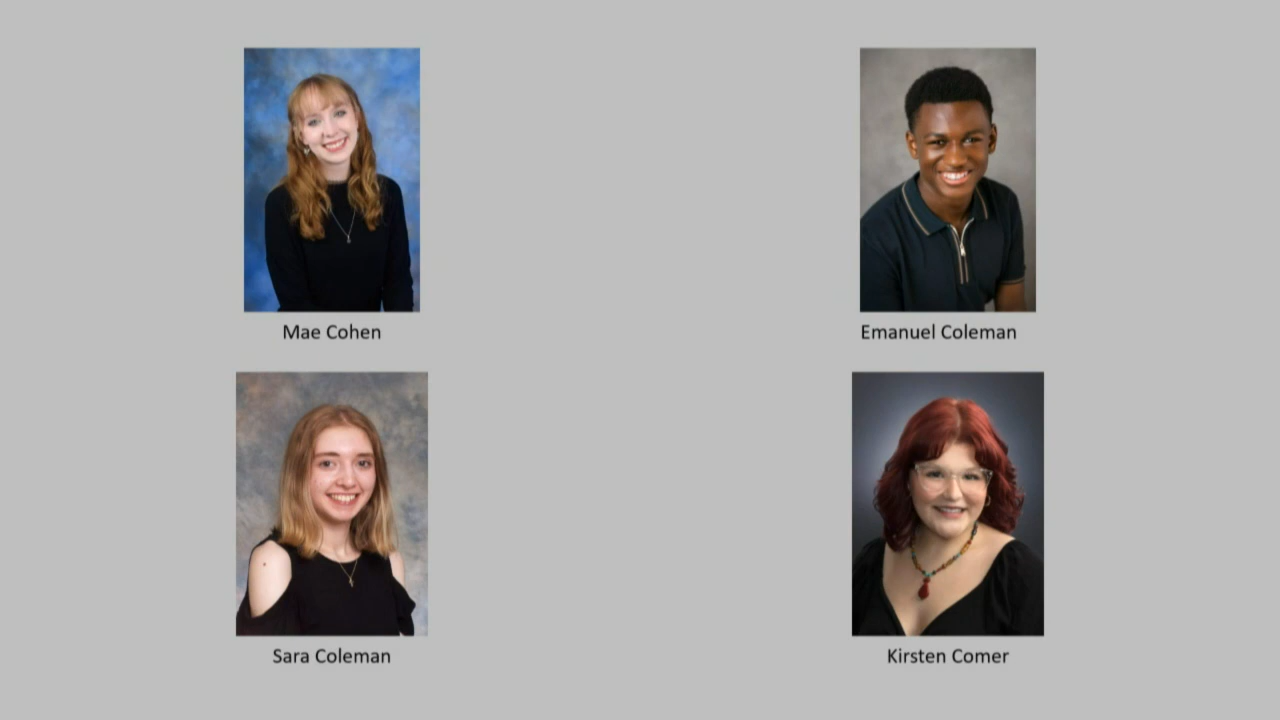 Mae Cohen
Emanuel Coleman
Sara Coleman
Kirsten Comer